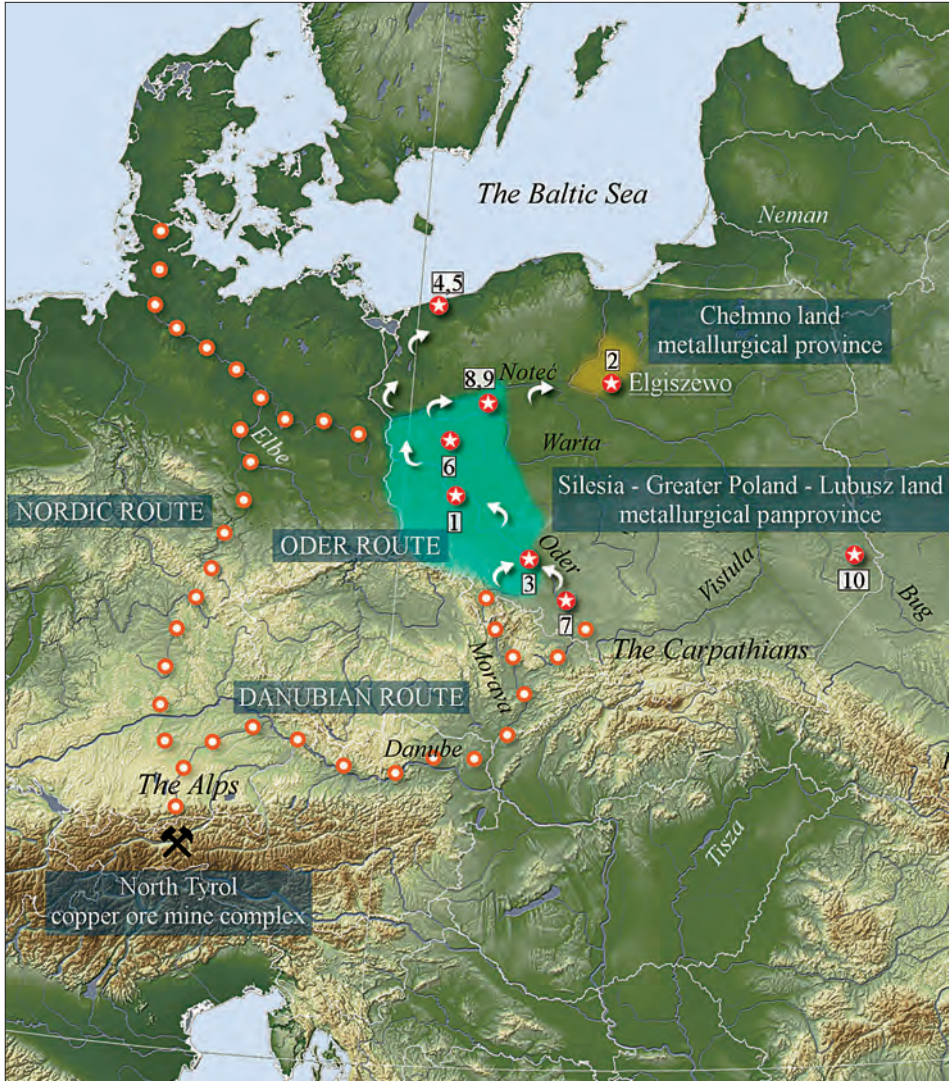 The Baltic Sea
Neman
4,5
Chełmno land
metallurgical province
2
8,9
Noteć
Elgiszewo
Elbe
Warta
6
Silesia - Greater Poland - Lubusz land
metallurgical panprovince
NORDIC ROUTE
1
ODER ROUTE
Oder
3
Vistula
10
Bug
7
The Carpathians
Morava
DANUBIAN ROUTE
Danube
The Alps
Tisza
North Tyrol
copper ore mine complex